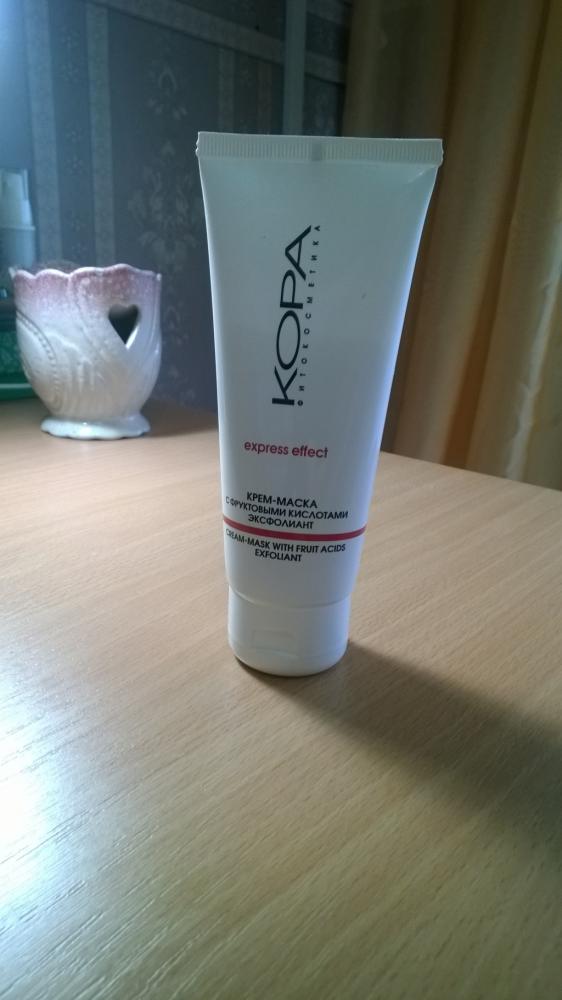 КОРА
ФИТОКОСМЕТИКА
express effect
КРЕМ-МАСКА
С ФРУКТОВЫМИ КИСЛОТАМИ
ЭКСФОЛИАНТ
CREAM-MASK WITH FRUIT ACIDS
EXFOLIANT